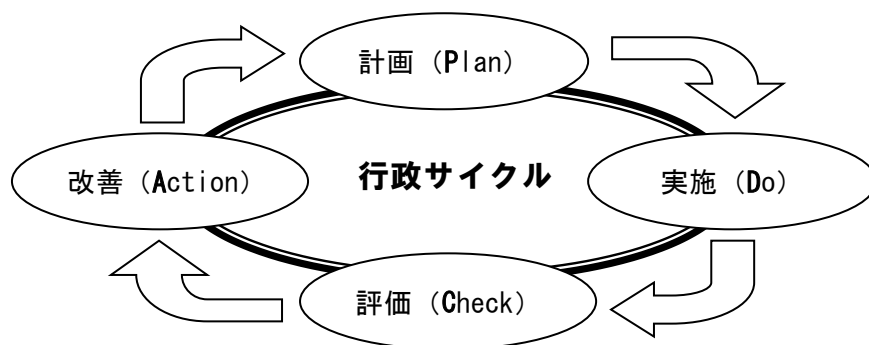 計画（Plan）
改善（Action）
行政サイクル
実施（Do）
評価（Check）